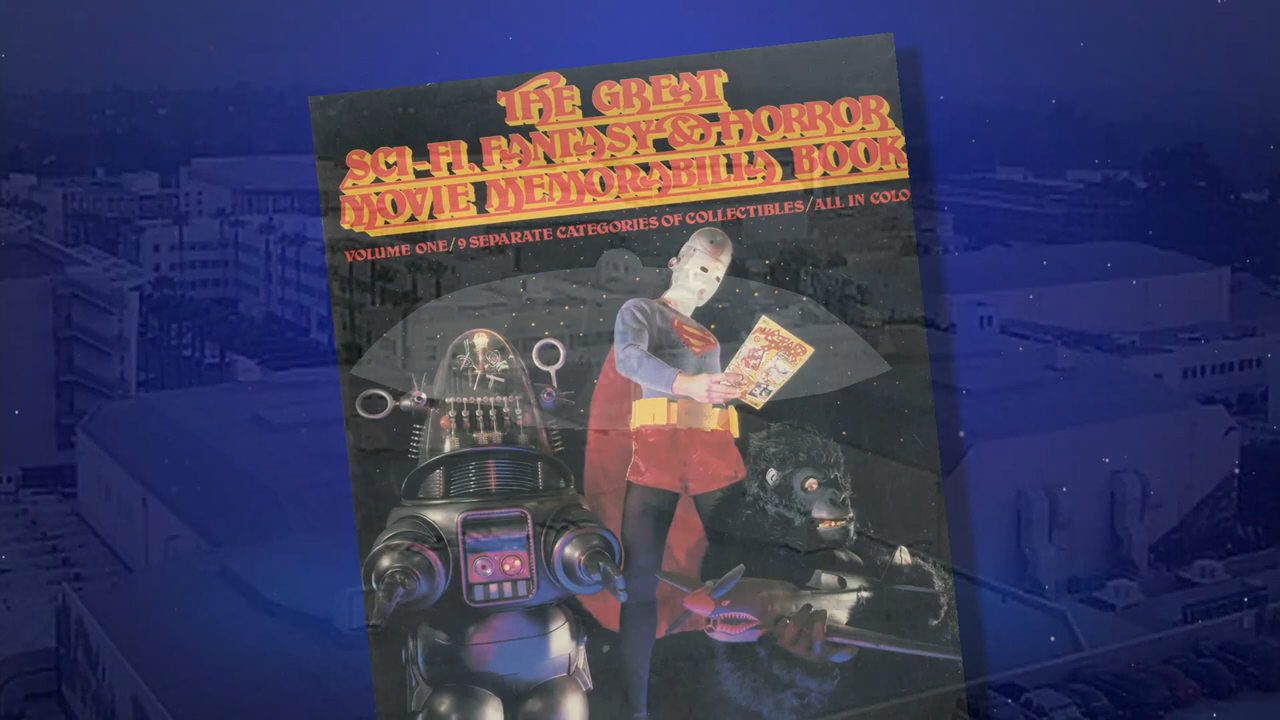 THE GREAT
SCI-FI, FANTASY & HORROR
MOVIE MEMORABILIA BOOK
VOLUME ONE/9 SEPARATE CATEGORIES OF COLLECTIBLES/ALL IN COLO